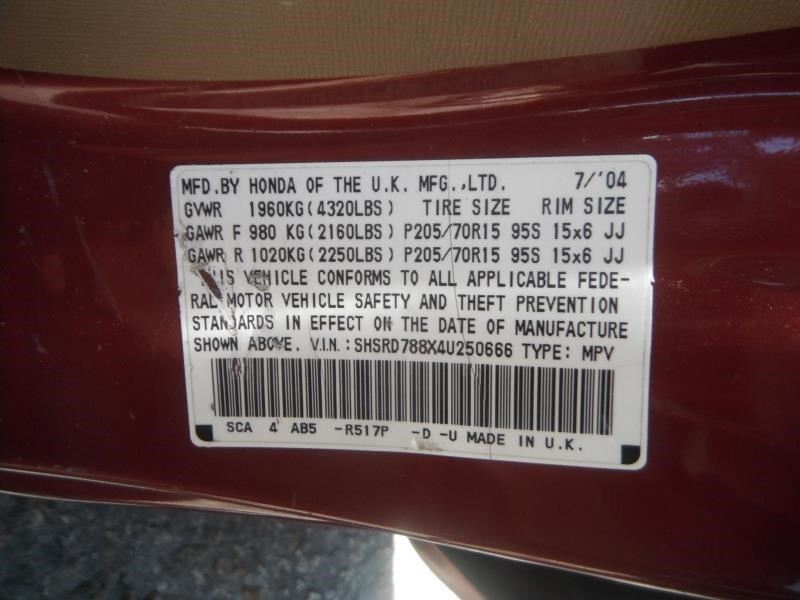 MFD.BY HONDA OF THE U.K. MFG.,LTD. 7/'04
GVWR 1960KG(4320LBS) TIRE SIZE RIM SIZE
GAWR F 980 KG(2160LBS) P205/70R15 95S 15x6 JJ
GAWR R 1020KG(2250LBS) P205/70R15 95S 15x6 JJ
THIS VEHICLE CONFORMS TO ALL APPLICABLE FEDE-
RAL MOTOR VEHICLE SAFETY AND THEFT PREVENTION
STANDARDS IN EFFECT ON THE DATE OF MANUFACTURE
SHOWN ABOVE. V.I.N.: SHSRD788X4U250666 TYPE: MPV
SCA 4 AB5 -R517P -D -U MADE IN U.K.